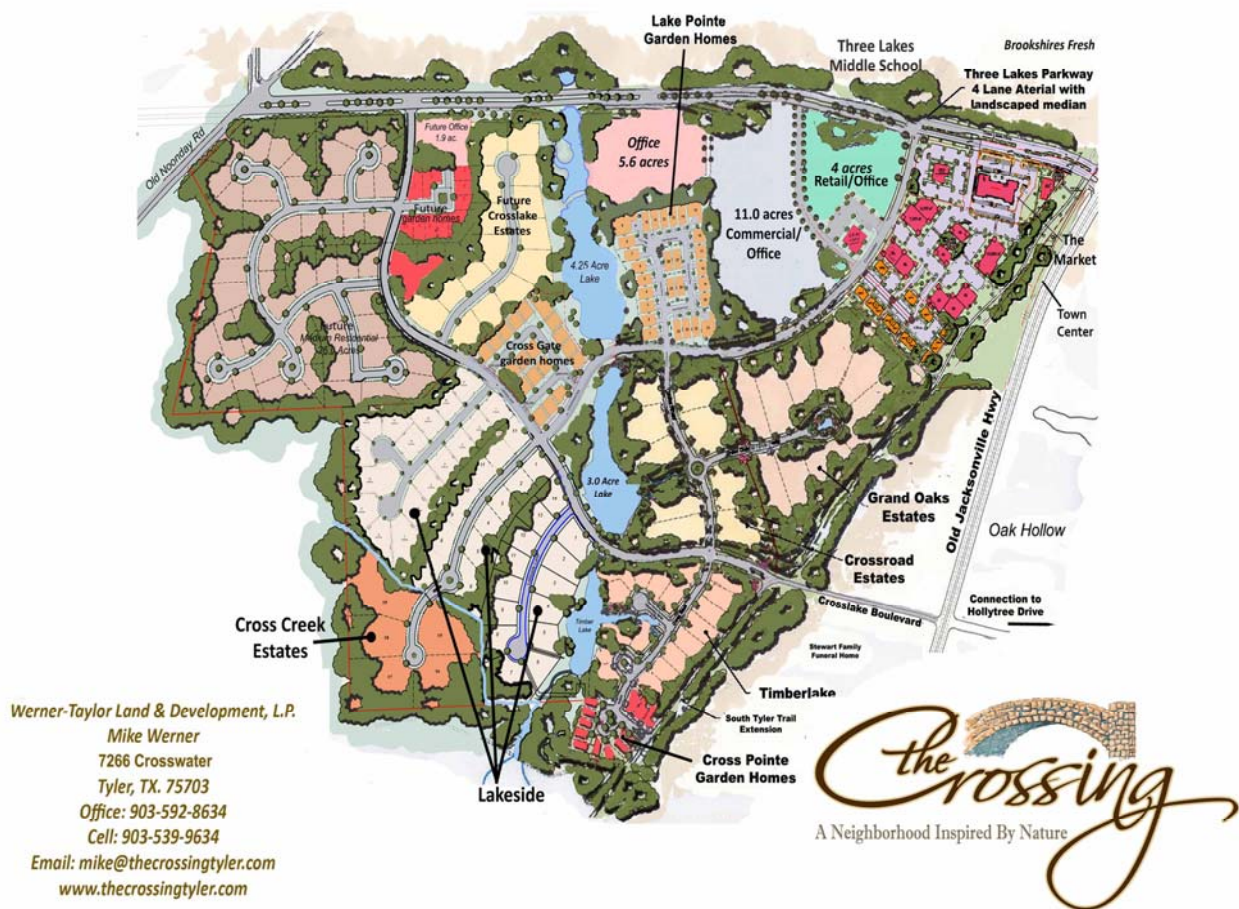 Lake Pointe
Garden Homes
Three Lakes
Middle School
Brookshires Fresh
Three Lakes Parkway
4 Lane Aterial with
landscaped median
Old Noonday Rd
Future Office
1.9 ac.
Office
5.6 acres
4 acres
Retail/Office
Future
garden homes
Future
Crosslake
Estates
11.0 acres
Commercial/
Office
The
Market
4.25 Acre
Lake
Town
Center
Future
Medium Residential
Acres
Cross Gate
garden homes
3.0 Acre
Lake
Old Jacksonville Hwy
Grand Oaks
Estates
Oak Hollow
Crossroad
Estates
Crosslake Boulevard
Connection to
Hollytree Drive
Cross Creek
Estates
Timber
Lake
Stewart Family
Funeral Home
Timberlake
South Tyler Trail
Extension
Cross Pointe
Garden Homes
Lakeside
Werner-Taylor Land & Development, L.P.
Mike Werner
7266 Crosswater
Tyler, TX. 75703
Office: 903-592-8634
Cell: 903-539-9634
Email: mike@thecrossingtyler.com
www.thecrossingtyler.com
the Crossing
A Neighborhood Inspired By Nature